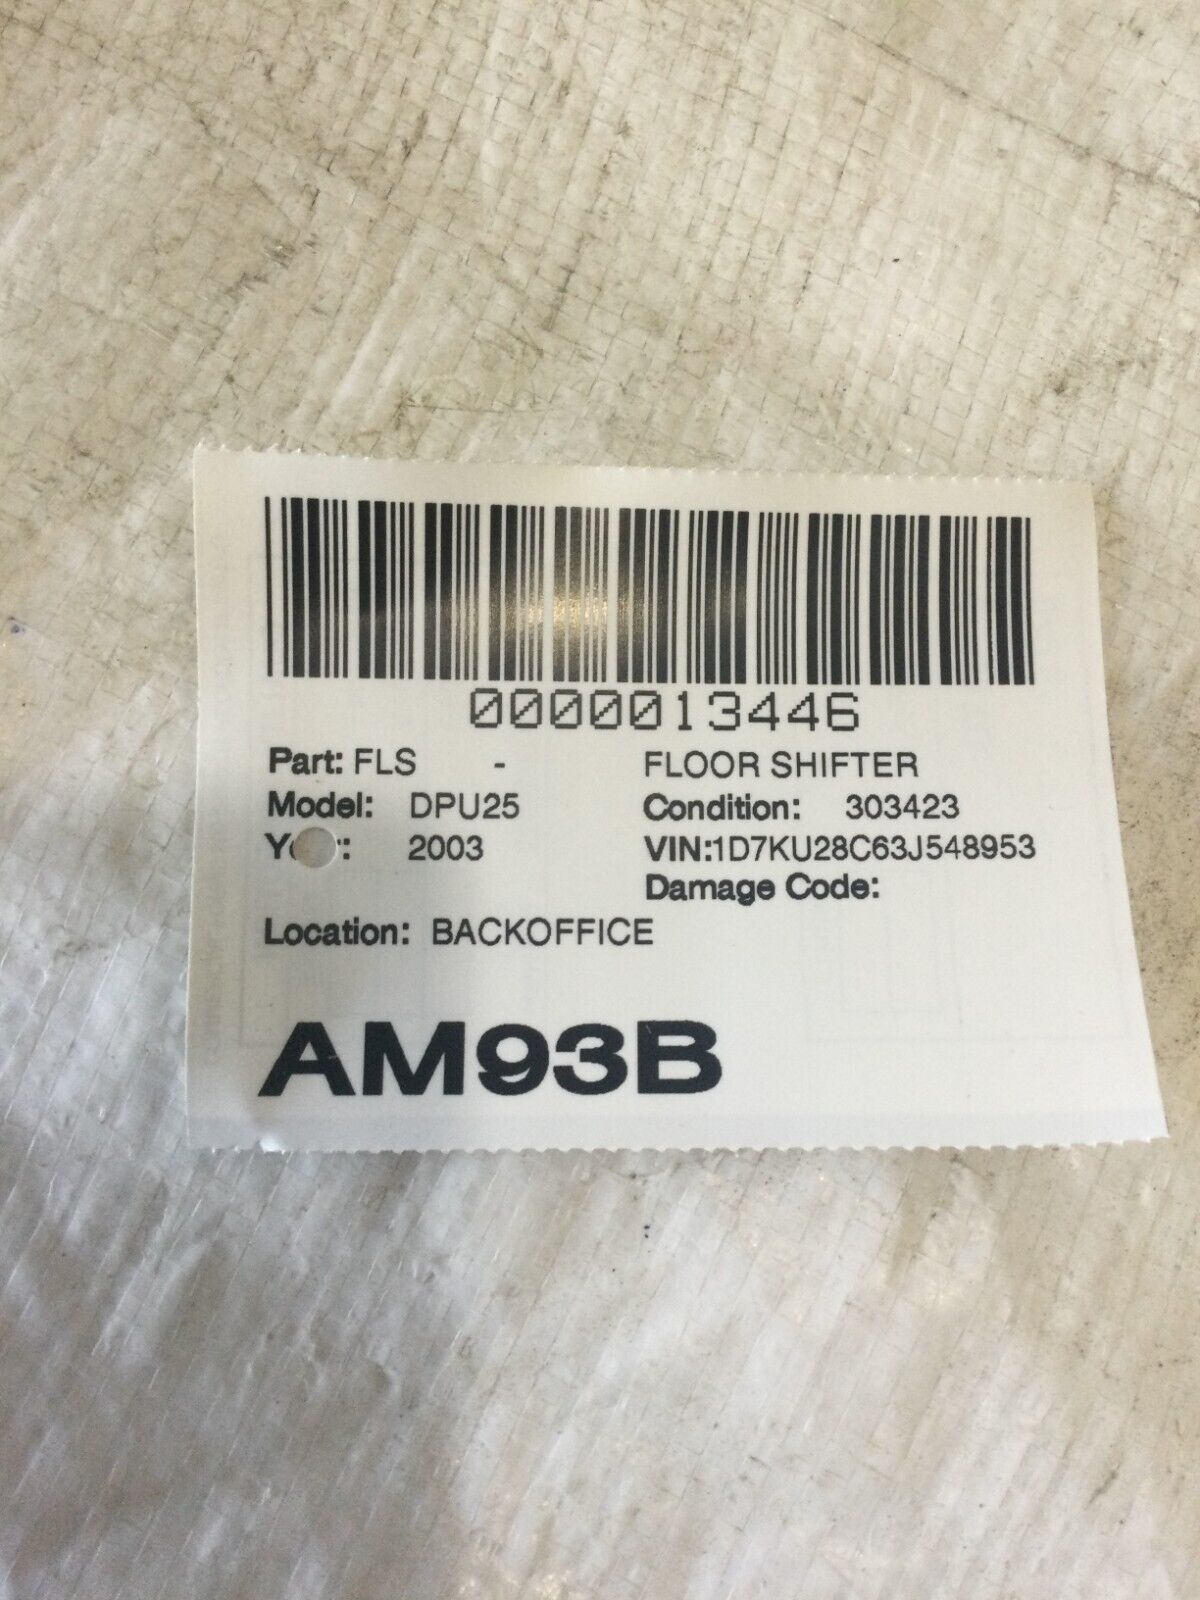 0000013446
Part: FLS - FLOOR SHIFTER
Model: DPU25 Condition: 303423
2003 VIN:1D7KU28C63J548953
Damage Code:
Location: BACKOFFICE
AM93B